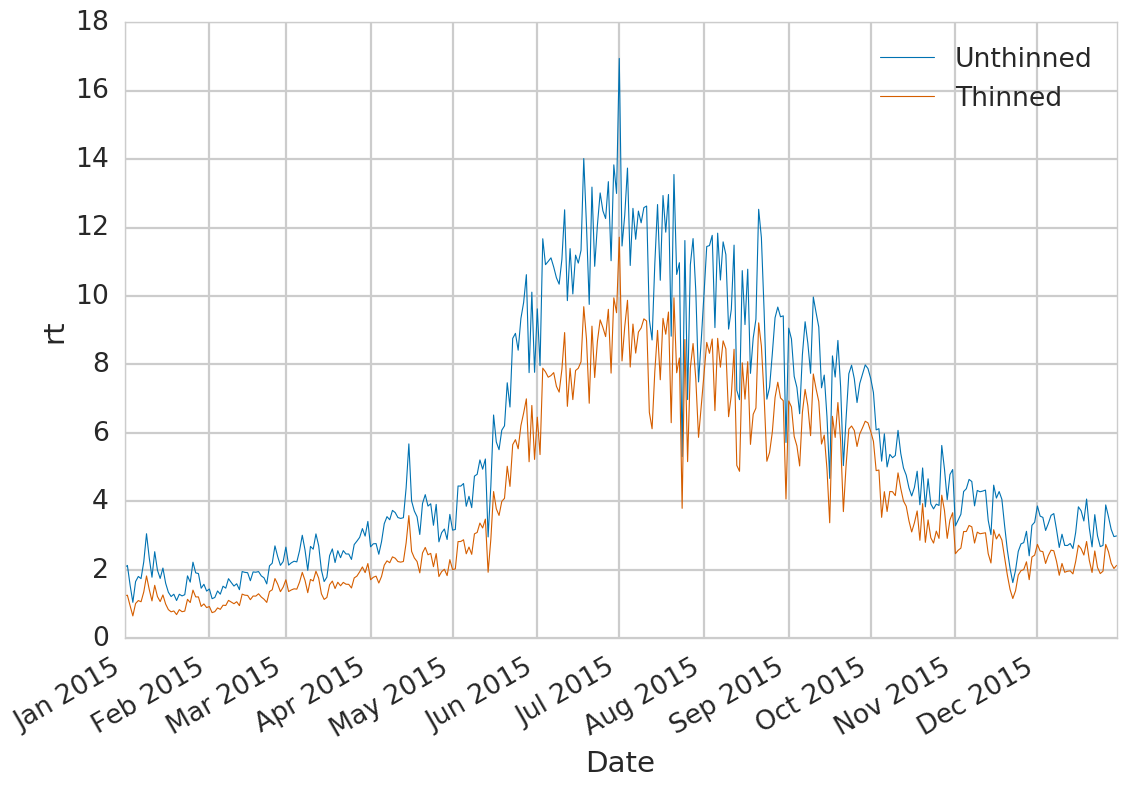 18
16
14
12
10
8
6
4
2
0
rt
Unthinned
Thinned
Jan 2015
Feb 2015
Mar 2015
Apr 2015
May 2015
Jun 2015
Jul 2015
Aug 2015
Sep 2015
Oct 2015
Nov 2015
Dec 2015
Date